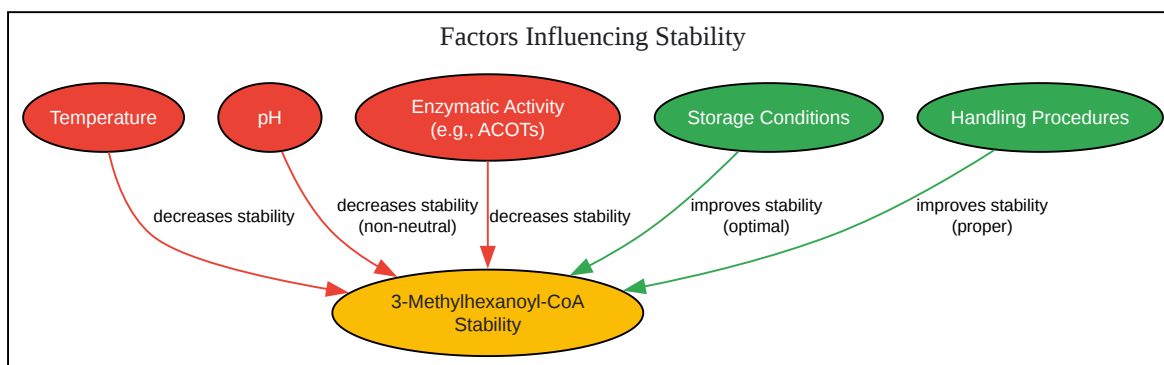 Factors Influencing Stability
Temperature
pH
Enzymatic Activity
(e.g., ACOTs)
Storage Conditions
Handling Procedures
decreases stability
decreases stability
(non-neutral)
decreases stability
improves stability
(optimal)
improves stability
(proper)
3-Methylhexanoyl-CoA
Stability